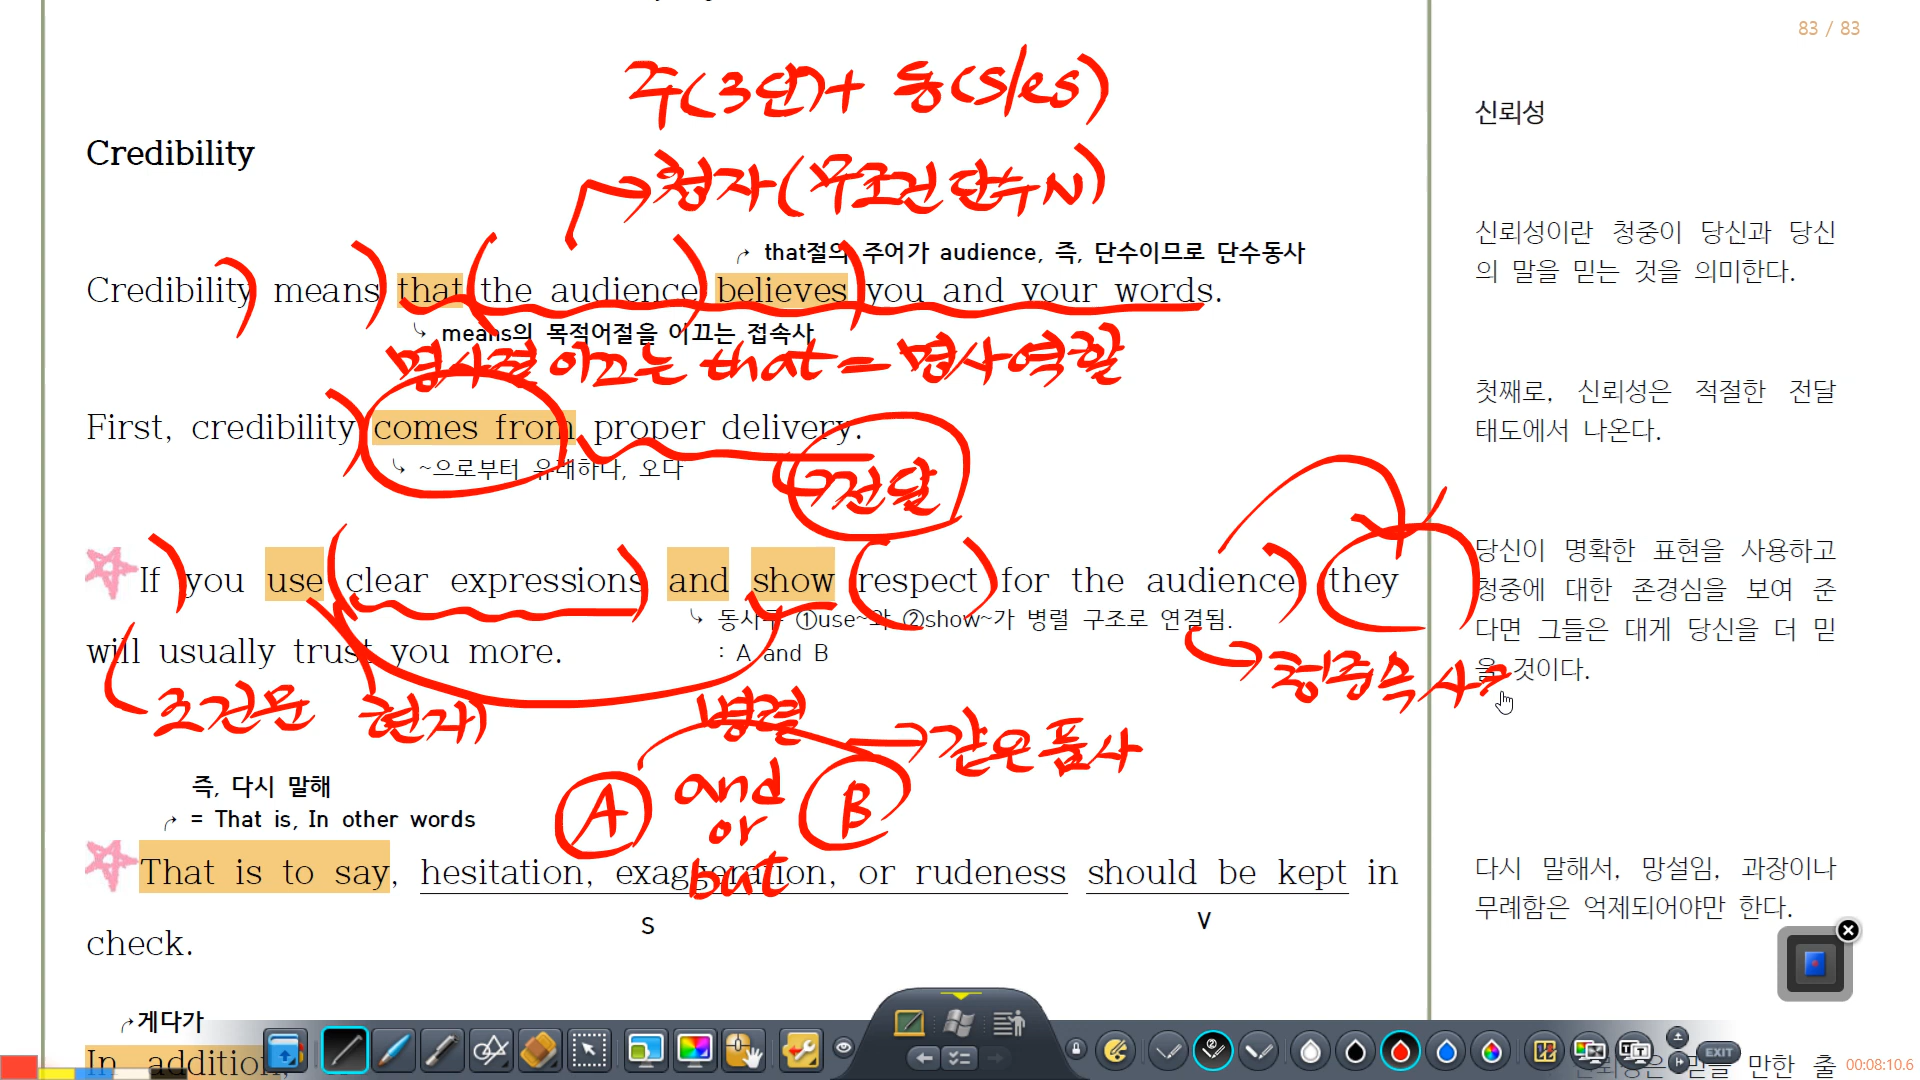 83 / 83
주(3단)+ 동(s/es)
신뢰성
Credibility
청자(무조건 단수 N)
that절의 주어가 audience, 즉, 단수이므로 단수동사
Credibility means that the audience believes you and your words.
means의 목적어절을 이끄는 접속사
명사절 이끄는 that = 명사역할
신뢰성이란 청중이 당신과 당신
의 말을 믿는 것을 의미한다.
First, credibility comes from proper delivery.
~으로부터 유래하다, 오다
전달
첫째로, 신뢰성은 적절한 전달
태도에서 나온다.
If you use clear expressions and show respect for the audience, they
동사구 ①use~와 ②show~가 병렬 구조로 연결됨.
will usually trust you more.
: A and B
당신이 명확한 표현을 사용하고
청중에 대한 존경심을 보여 준
다면 그들은 대게 당신을 더 믿
을 것이다.
조건문 현자)
병렬
같은품사
A and B
or
but
즉, 다시 말해
= That is, In other words
That is to say, hesitation, exaggeration, or rudeness should be kept in
S V
check.
다시 말해서, 망설임, 과장이나
무례함은 억제되어야만 한다.
게다가
In addition
만한 출
EXIT
00:08:10.6